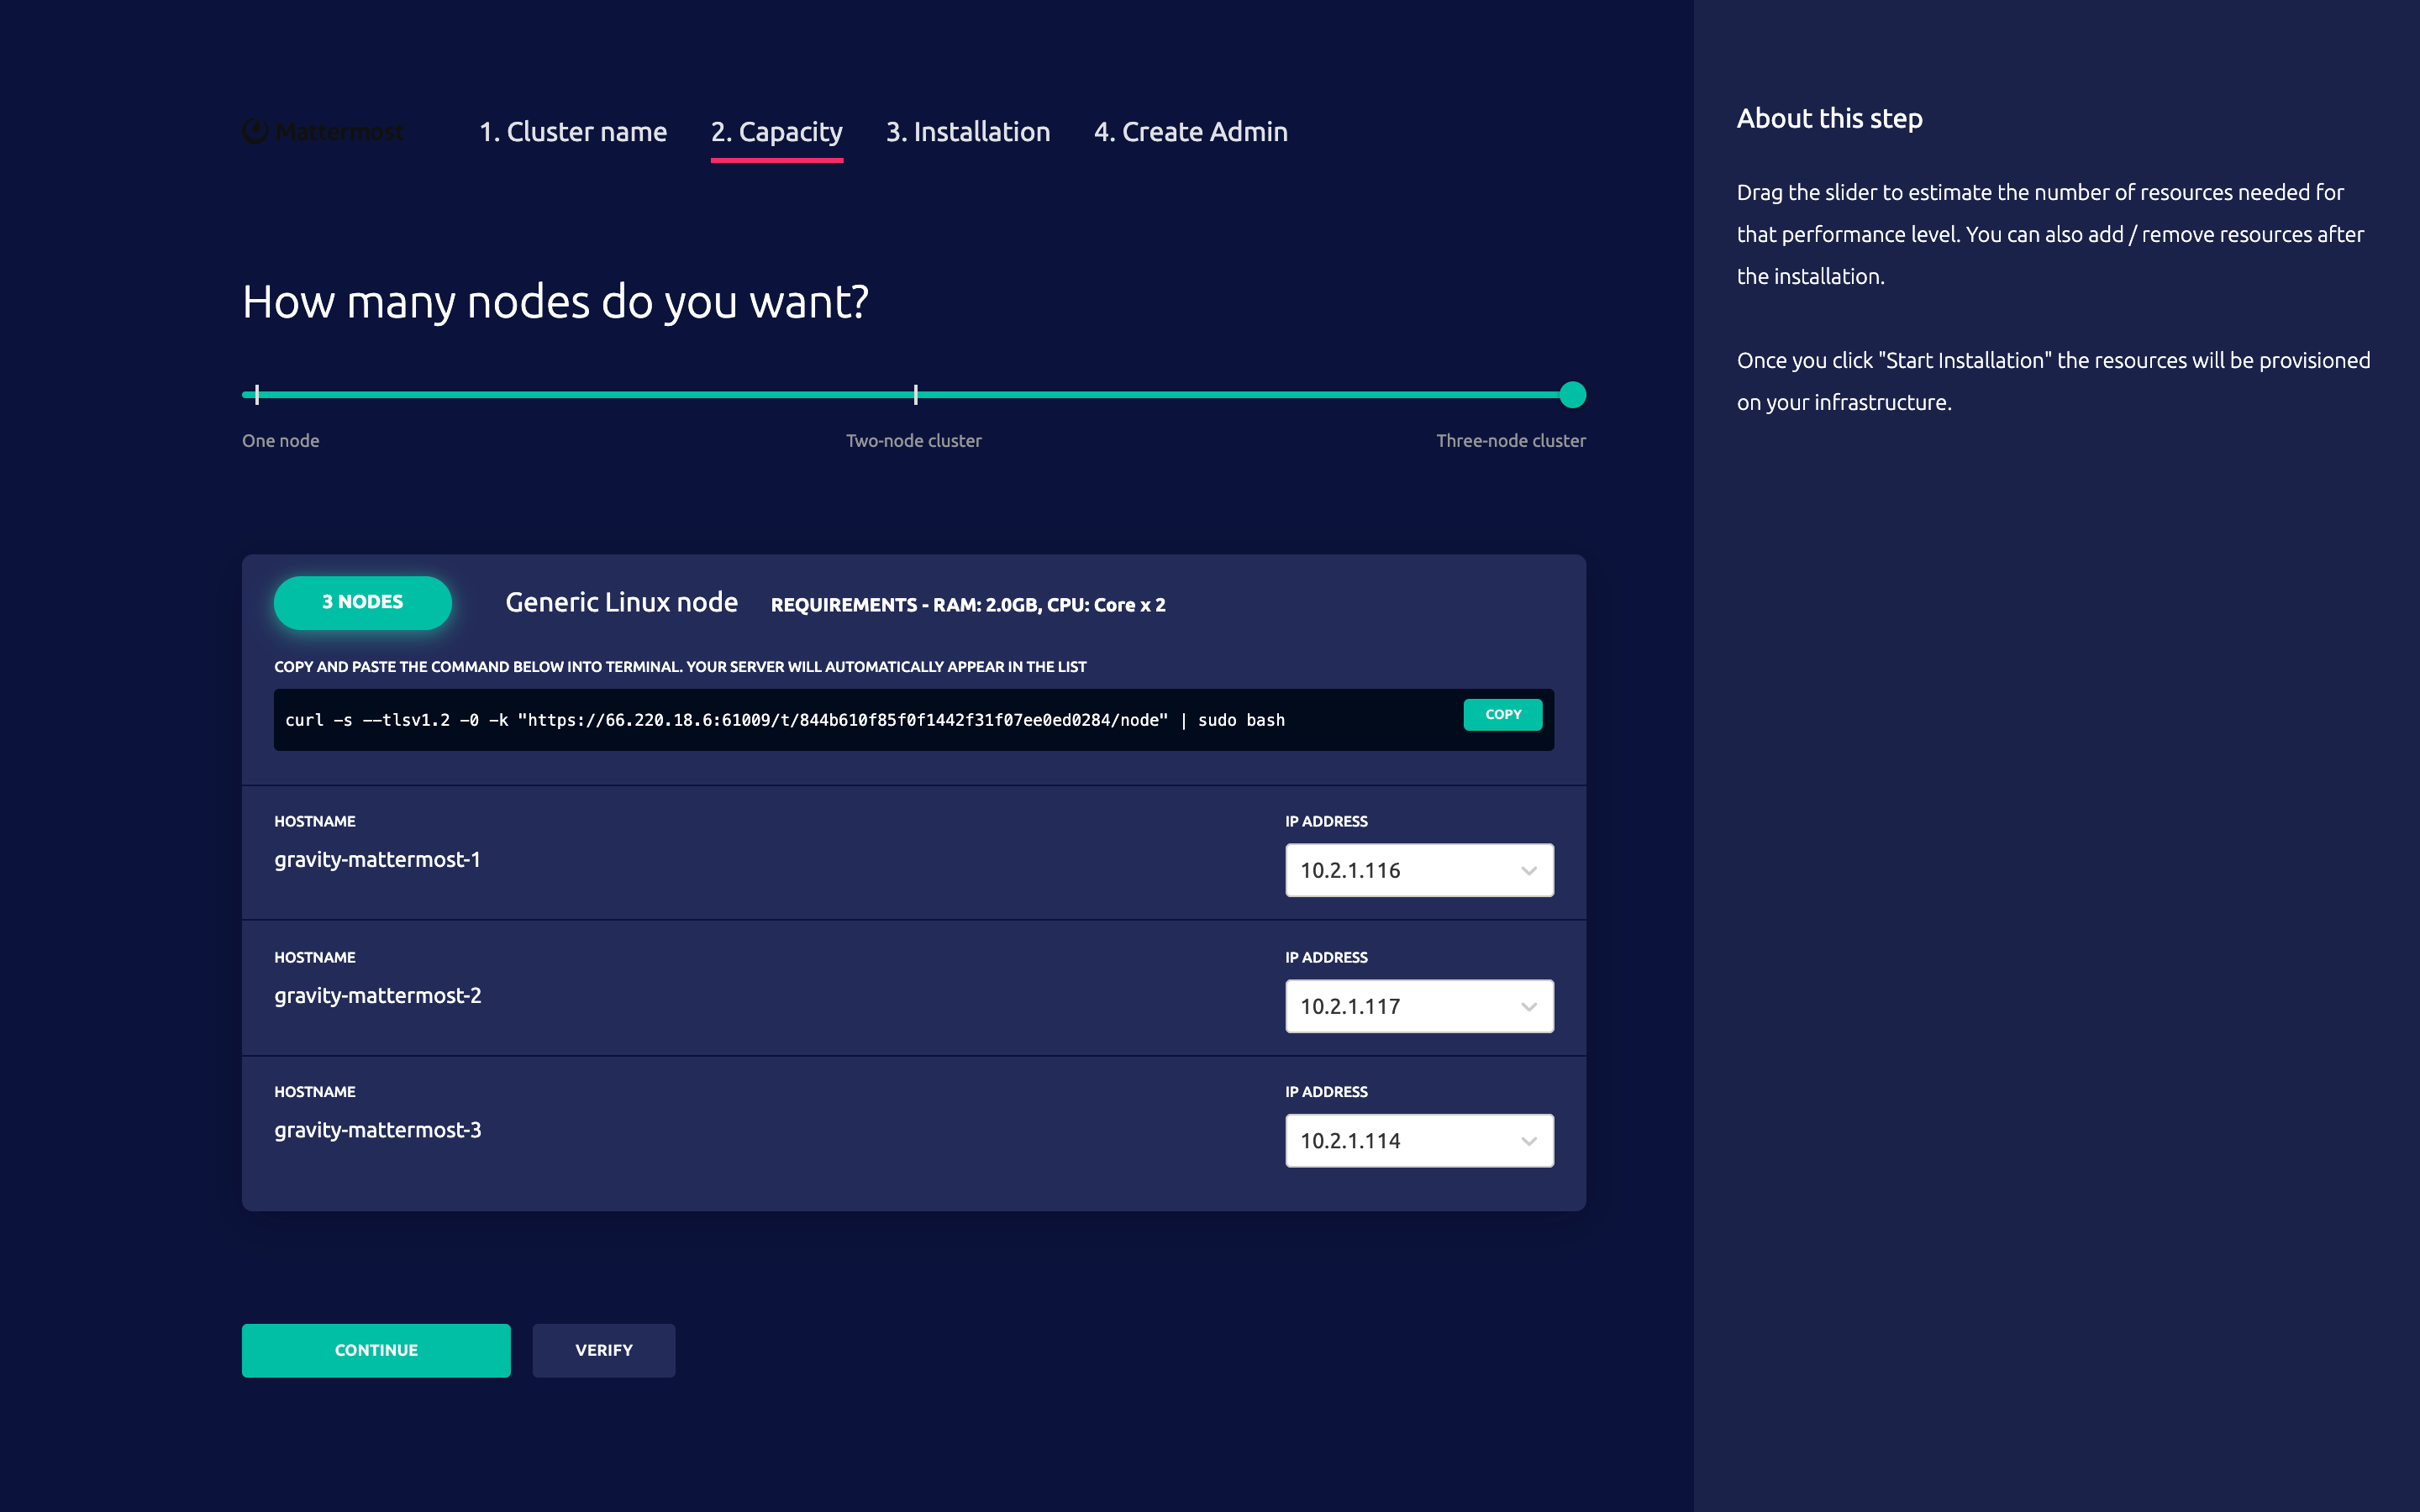 Mattermost
1. Cluster name
2. Capacity
3. Installation
4. Create Admin
How many nodes do you want?
One node
Two-node cluster
Three-node cluster
3 NODES
Generic Linux node
REQUIREMENTS - RAM: 2.0GB, CPU: Core x 2
COPY AND PASTE THE COMMAND BELOW INTO TERMINAL. YOUR SERVER WILL AUTOMATICALLY APPEAR IN THE LIST
curl -s --tlsv1.2 -0 -k "https://66.220.18.6:61009/t/844b610f85f0f1442f31f07ee0ed0284/node" | sudo bash
COPY
HOSTNAME
gravity-mattermost-1
IP ADDRESS
10.2.1.116
HOSTNAME
gravity-mattermost-2
IP ADDRESS
10.2.1.117
HOSTNAME
gravity-mattermost-3
IP ADDRESS
10.2.1.114
CONTINUE
VERIFY
About this step
Drag the slider to estimate the number of resources needed for
that performance level. You can also add / remove resources after
the installation.
Once you click "Start Installation" the resources will be provisioned
on your infrastructure.